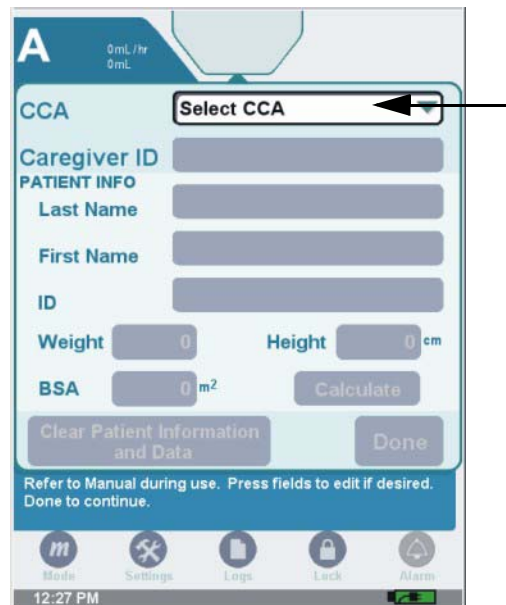 A
0mL/hr
0mL
CCA Select CCA
Caregiver ID
PATIENT INFO
Last Name
First Name
ID
Weight 0 Height 0 cm
BSA 0 m² Calculate
Clear Patient Information
and Data
Done
Refer to Manual during use. Press fields to edit if desired.
Done to continue.
m
Mode Settings Logs Lock Alarm
12:27 PM